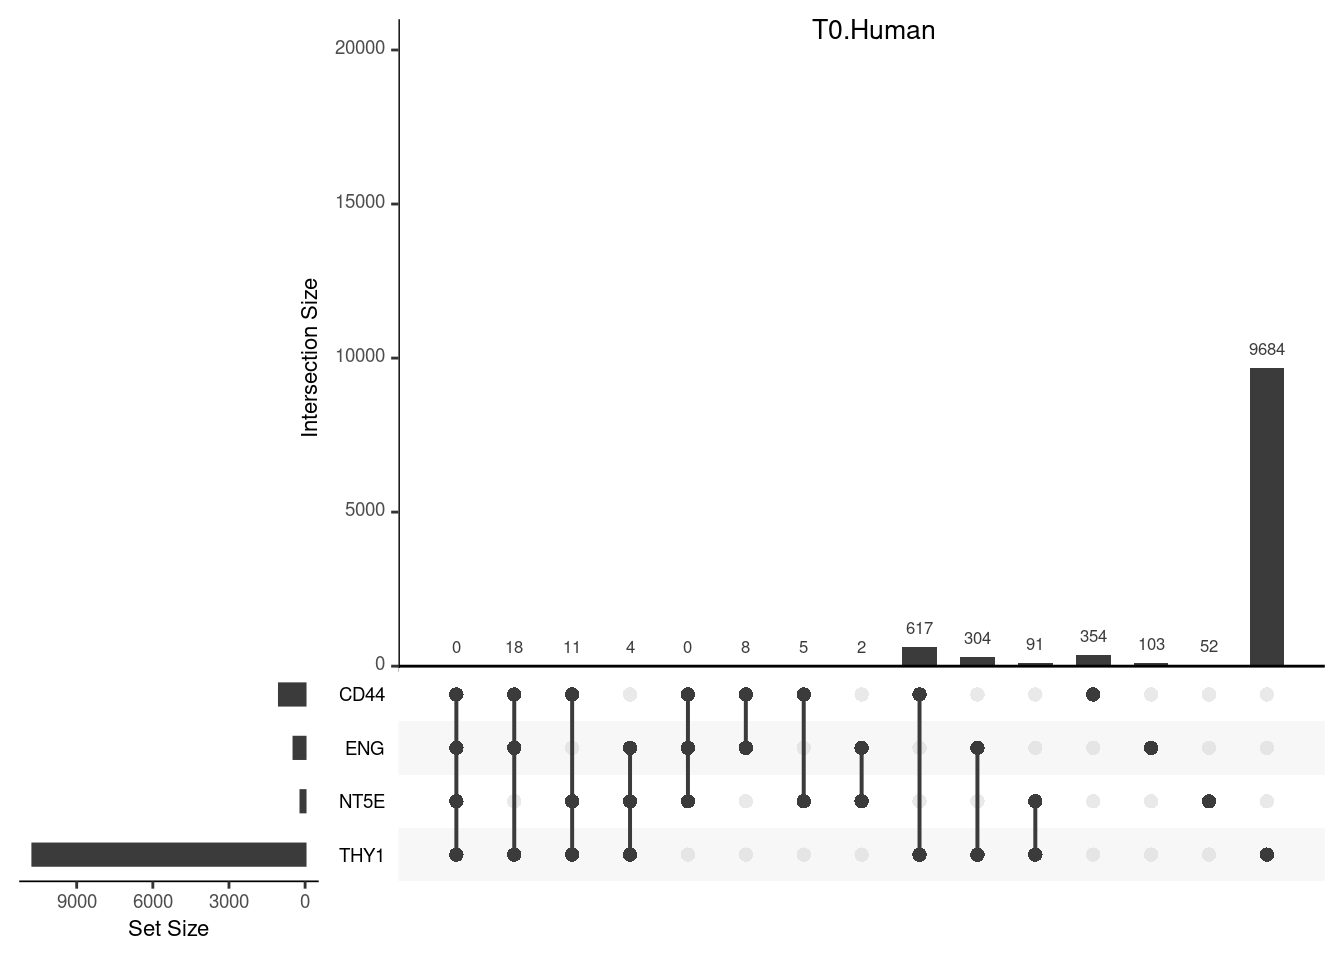 T0.Human
20000
15000
10000
5000
0
Intersection Size
0 18 11 4 0 8 5 2 617 304 91 354 103 52 9684
CD44
ENG
NT5E
THY1
9000 6000 3000 0
Set Size